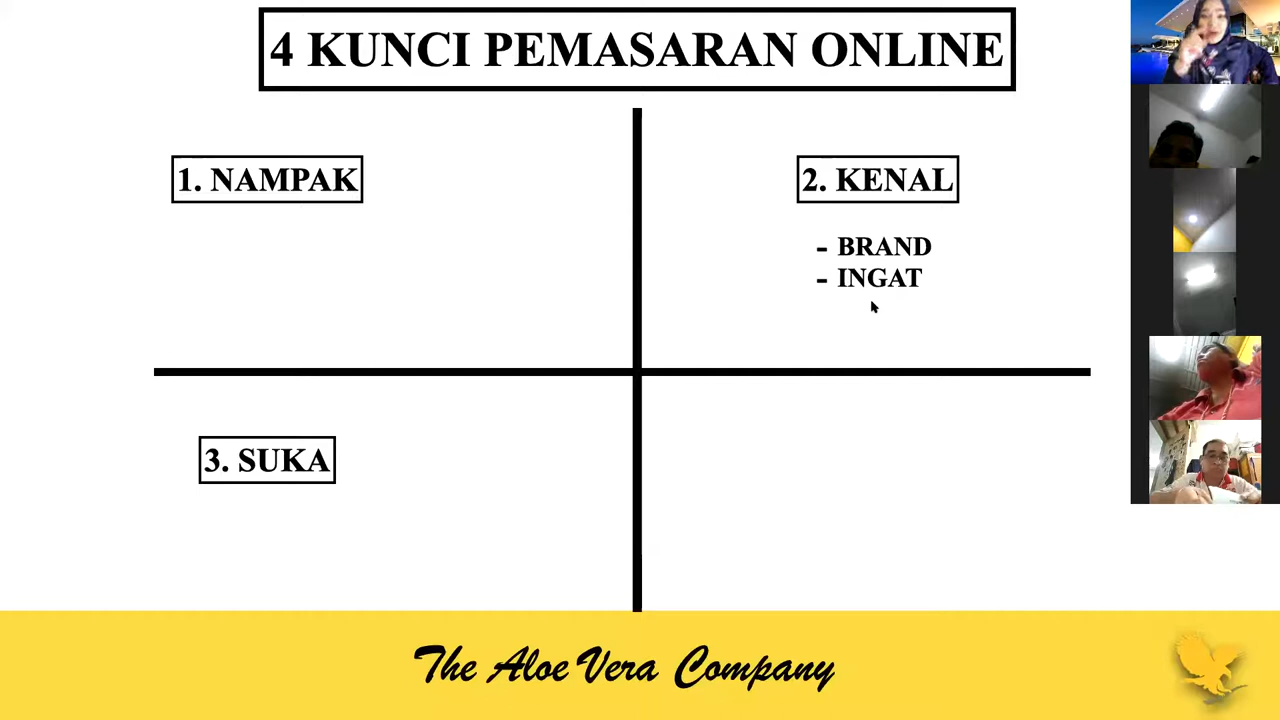 4 KUNCI PEMASARAN ONLINE
1. NAMPAK
2. KENAL
- BRAND
- INGAT
3. SUKA
The Aloe Vera Company